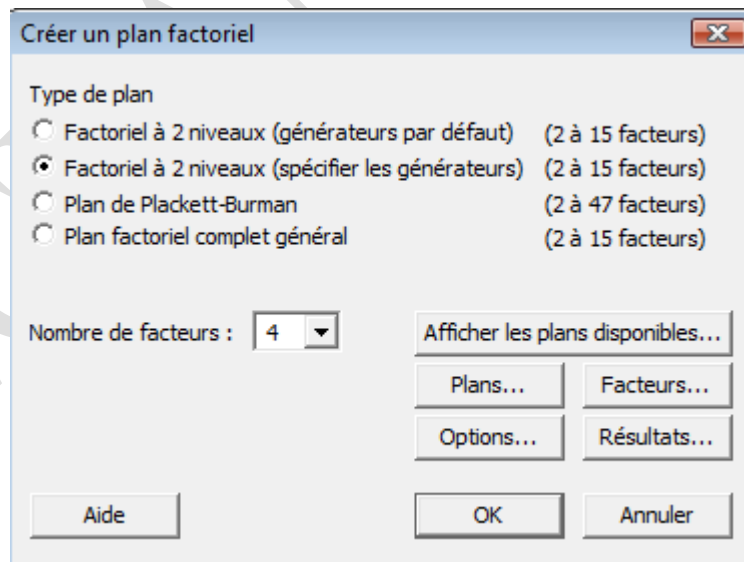 Créer un plan factoriel
Type de plan
Factoriel à 2 niveaux (générateurs par défaut) (2 à 15 facteurs)
Factoriel à 2 niveaux (spécifier les générateurs) (2 à 15 facteurs)
Plan de Plackett-Burman (2 à 47 facteurs)
Plan factoriel complet général (2 à 15 facteurs)
Nombre de facteurs : 4 Afficher les plans disponibles...
Plans... Facteurs...
Options... Résultats...
Aide OK Annuler